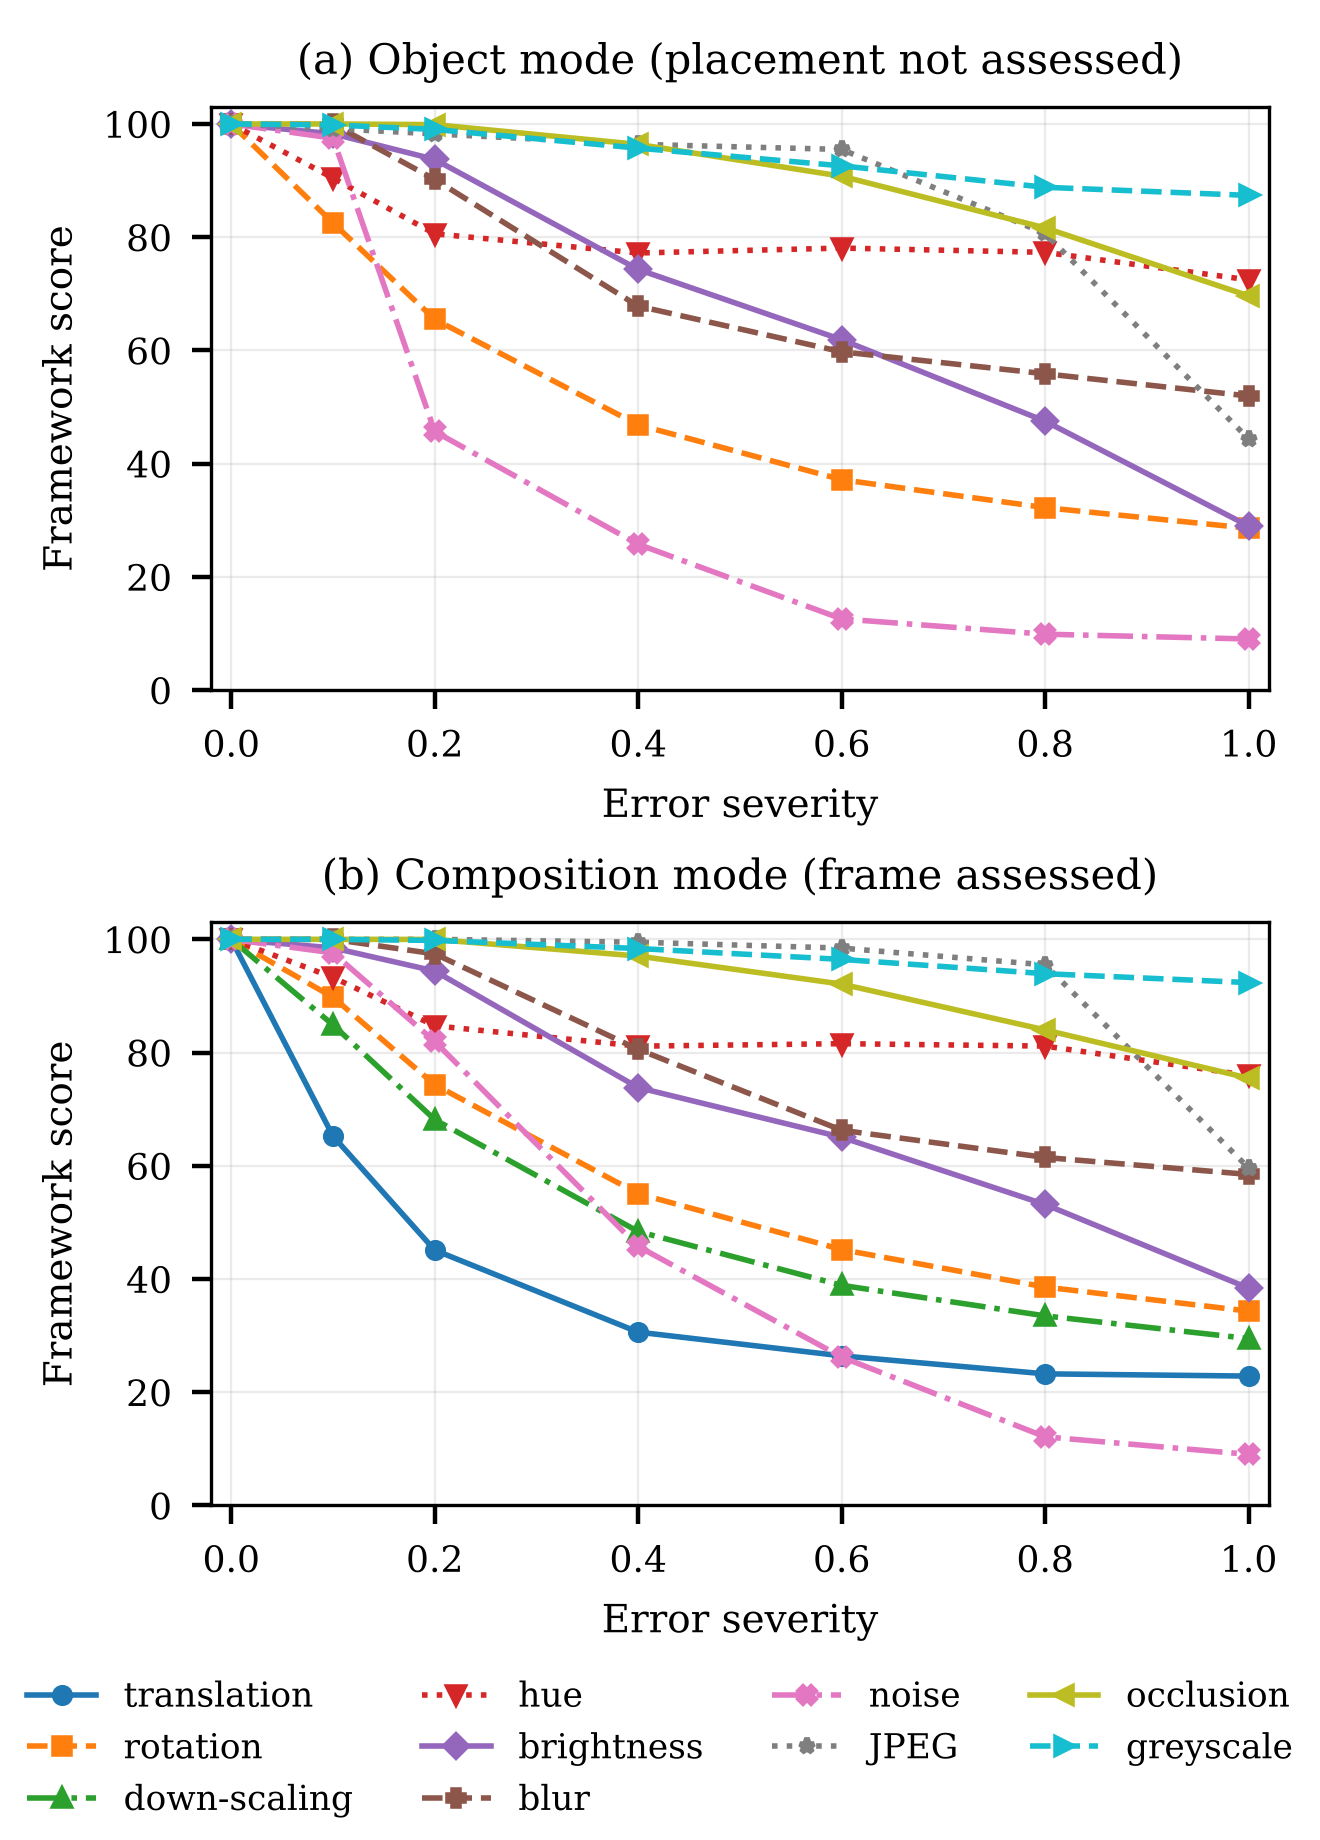 (a) Object mode (placement not assessed)
100
80
60
40
20
0
Framework score
0.0 0.2 0.4 0.6 0.8 1.0
Error severity
(b) Composition mode (frame assessed)
100
80
60
40
20
0
Framework score
0.0 0.2 0.4 0.6 0.8 1.0
Error severity
translation hue noise occlusion
rotation brightness JPEG greyscale
down-scaling blur